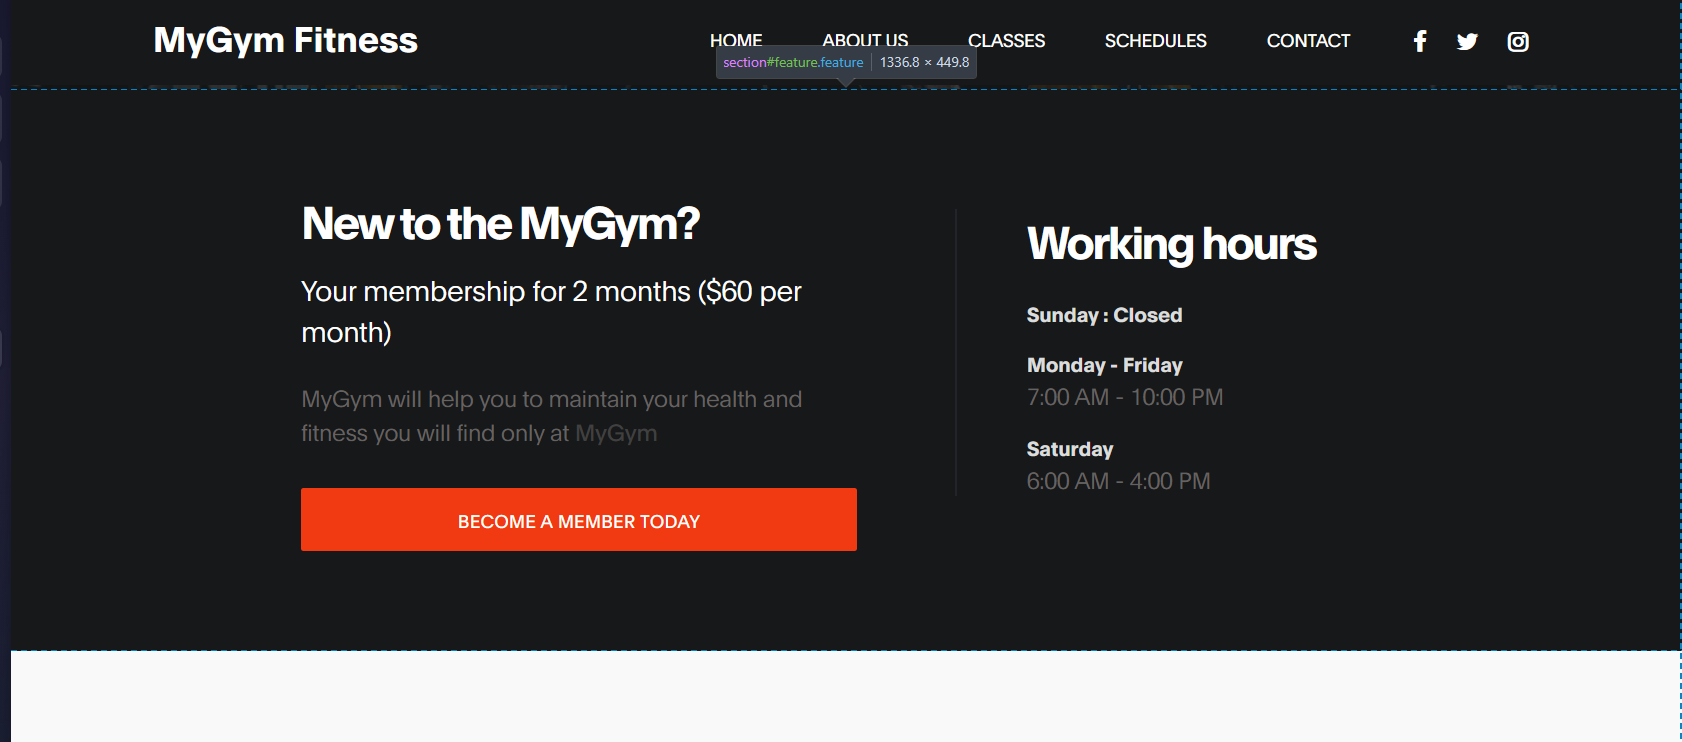 MyGym Fitness
HOME ABOUT US CLASSES SCHEDULES CONTACT
section#feature.feature 1336.8 × 449.8
New to the MyGym?
Your membership for 2 months ($60 per
month)
MyGym will help you to maintain your health and
fitness you will find only at MyGym
BECOME A MEMBER TODAY
Working hours
Sunday : Closed
Monday - Friday
7:00 AM - 10:00 PM
Saturday
6:00 AM - 4:00 PM